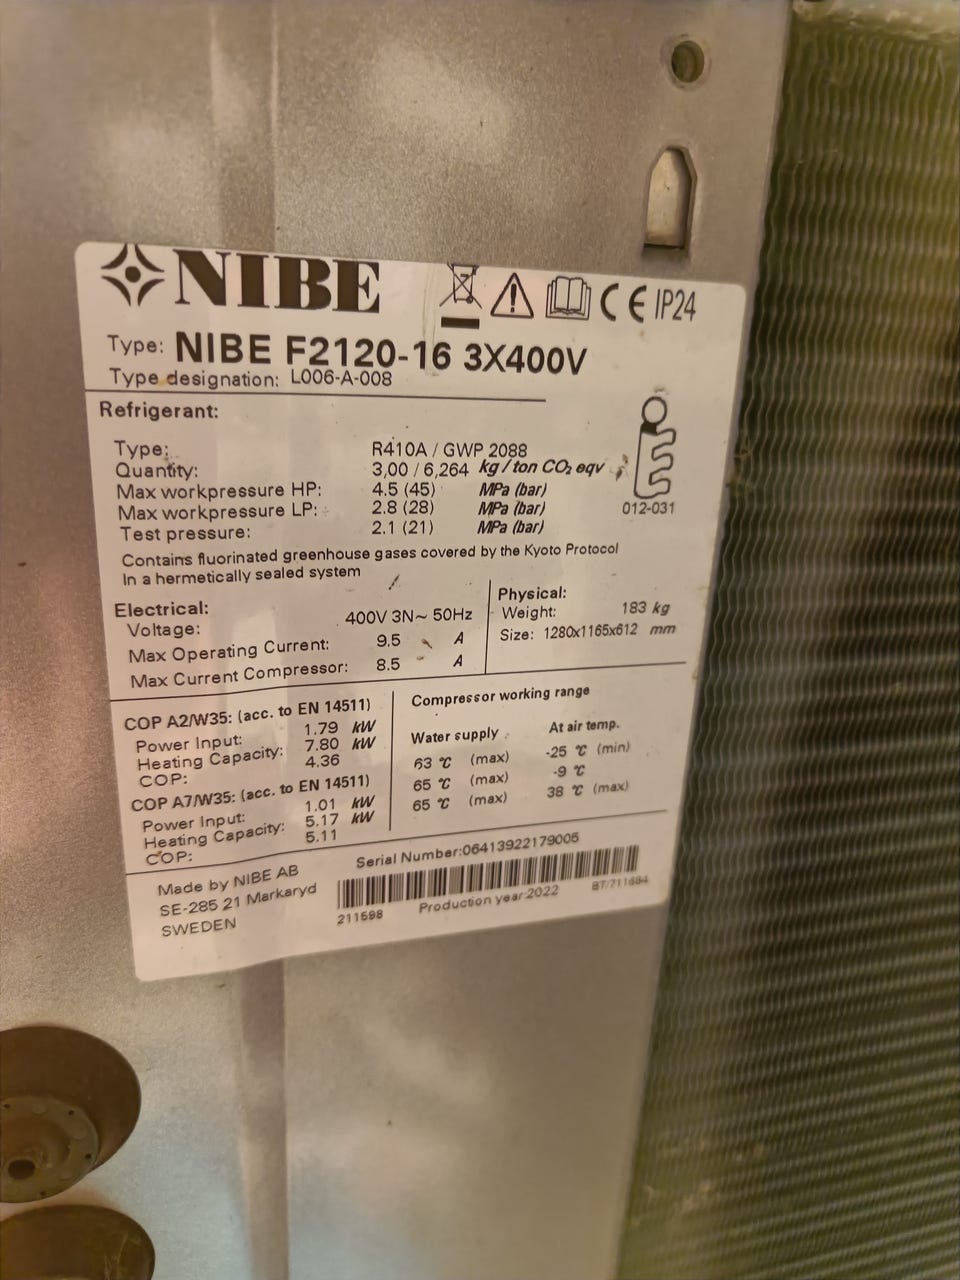 NIBE
CE IP24
Type: NIBE F2120-16 3X400V
Type designation: L006-A-008
Refrigerant:
Type: R410A / GWP 2088
Quantity: 3,00 / 6,264 kg / ton CO₂ eqv
Max workpressure HP: 4.5 (45) MPa (bar)
Max workpressure LP: 2.8 (28) MPa (bar)
Test pressure: 2.1 (21) MPa (bar)
012-031
Contains fluorinated greenhouse gases covered by the Kyoto Protocol
In a hermetically sealed system
Electrical:
Voltage: 400V 3N~ 50Hz
Max Operating Current: 9.5 A
Max Current Compressor: 8.5 A
Physical:
Weight: 183 kg
Size: 1280x1165x612 mm
COP A2/W35: (acc. to EN 14511)
Power Input: 1.79 kW
Heating Capacity: 7.80 kW
COP: 4.36
COP A7/W35: (acc. to EN 14511)
Power Input: 1.01 kW
Heating Capacity: 5.17 kW
COP: 5.11
Compressor working range
Water supply At air temp.
63 °C (max) -25 °C (min)
65 °C (max) -9 °C
65 °C (max) 38 °C (max)
Made by NIBE AB
SE-285 21 Markaryd
SWEDEN
Serial Number:06413922179005
211598 Production year:2022